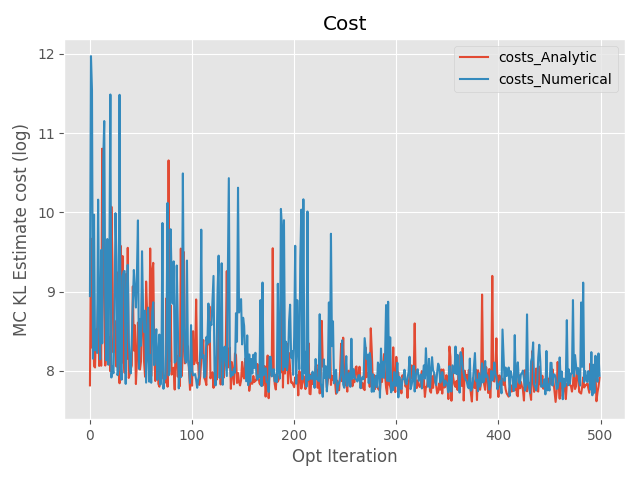 Cost
costs_Analytic
costs_Numerical
MC KL Estimate cost (log)
12
11
10
9
8
0
100
200
300
400
500
Opt Iteration